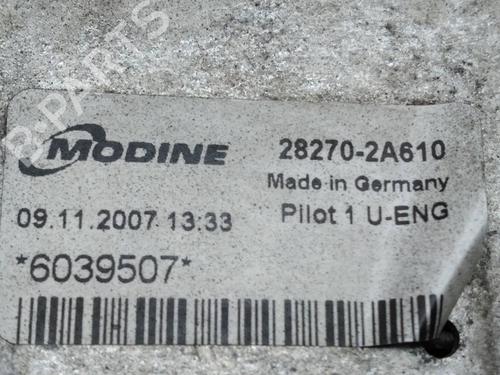 MODINE 28270-2A610
Made in Germany
09.11.2007 13:33 Pilot 1 U-ENG
*6039507*
B-PARTS